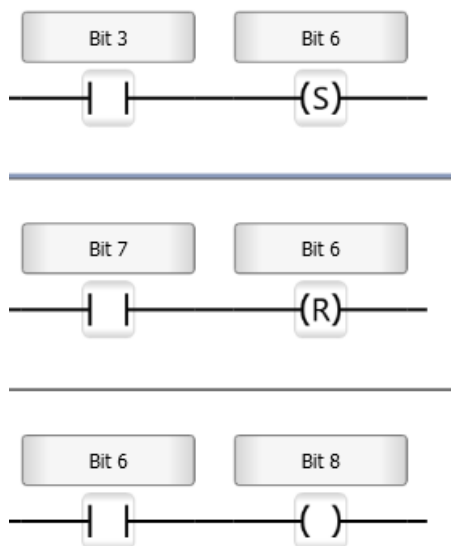 Bit 3 Bit 6
(S)
Bit 7 Bit 6
(R)
Bit 6 Bit 8
( )